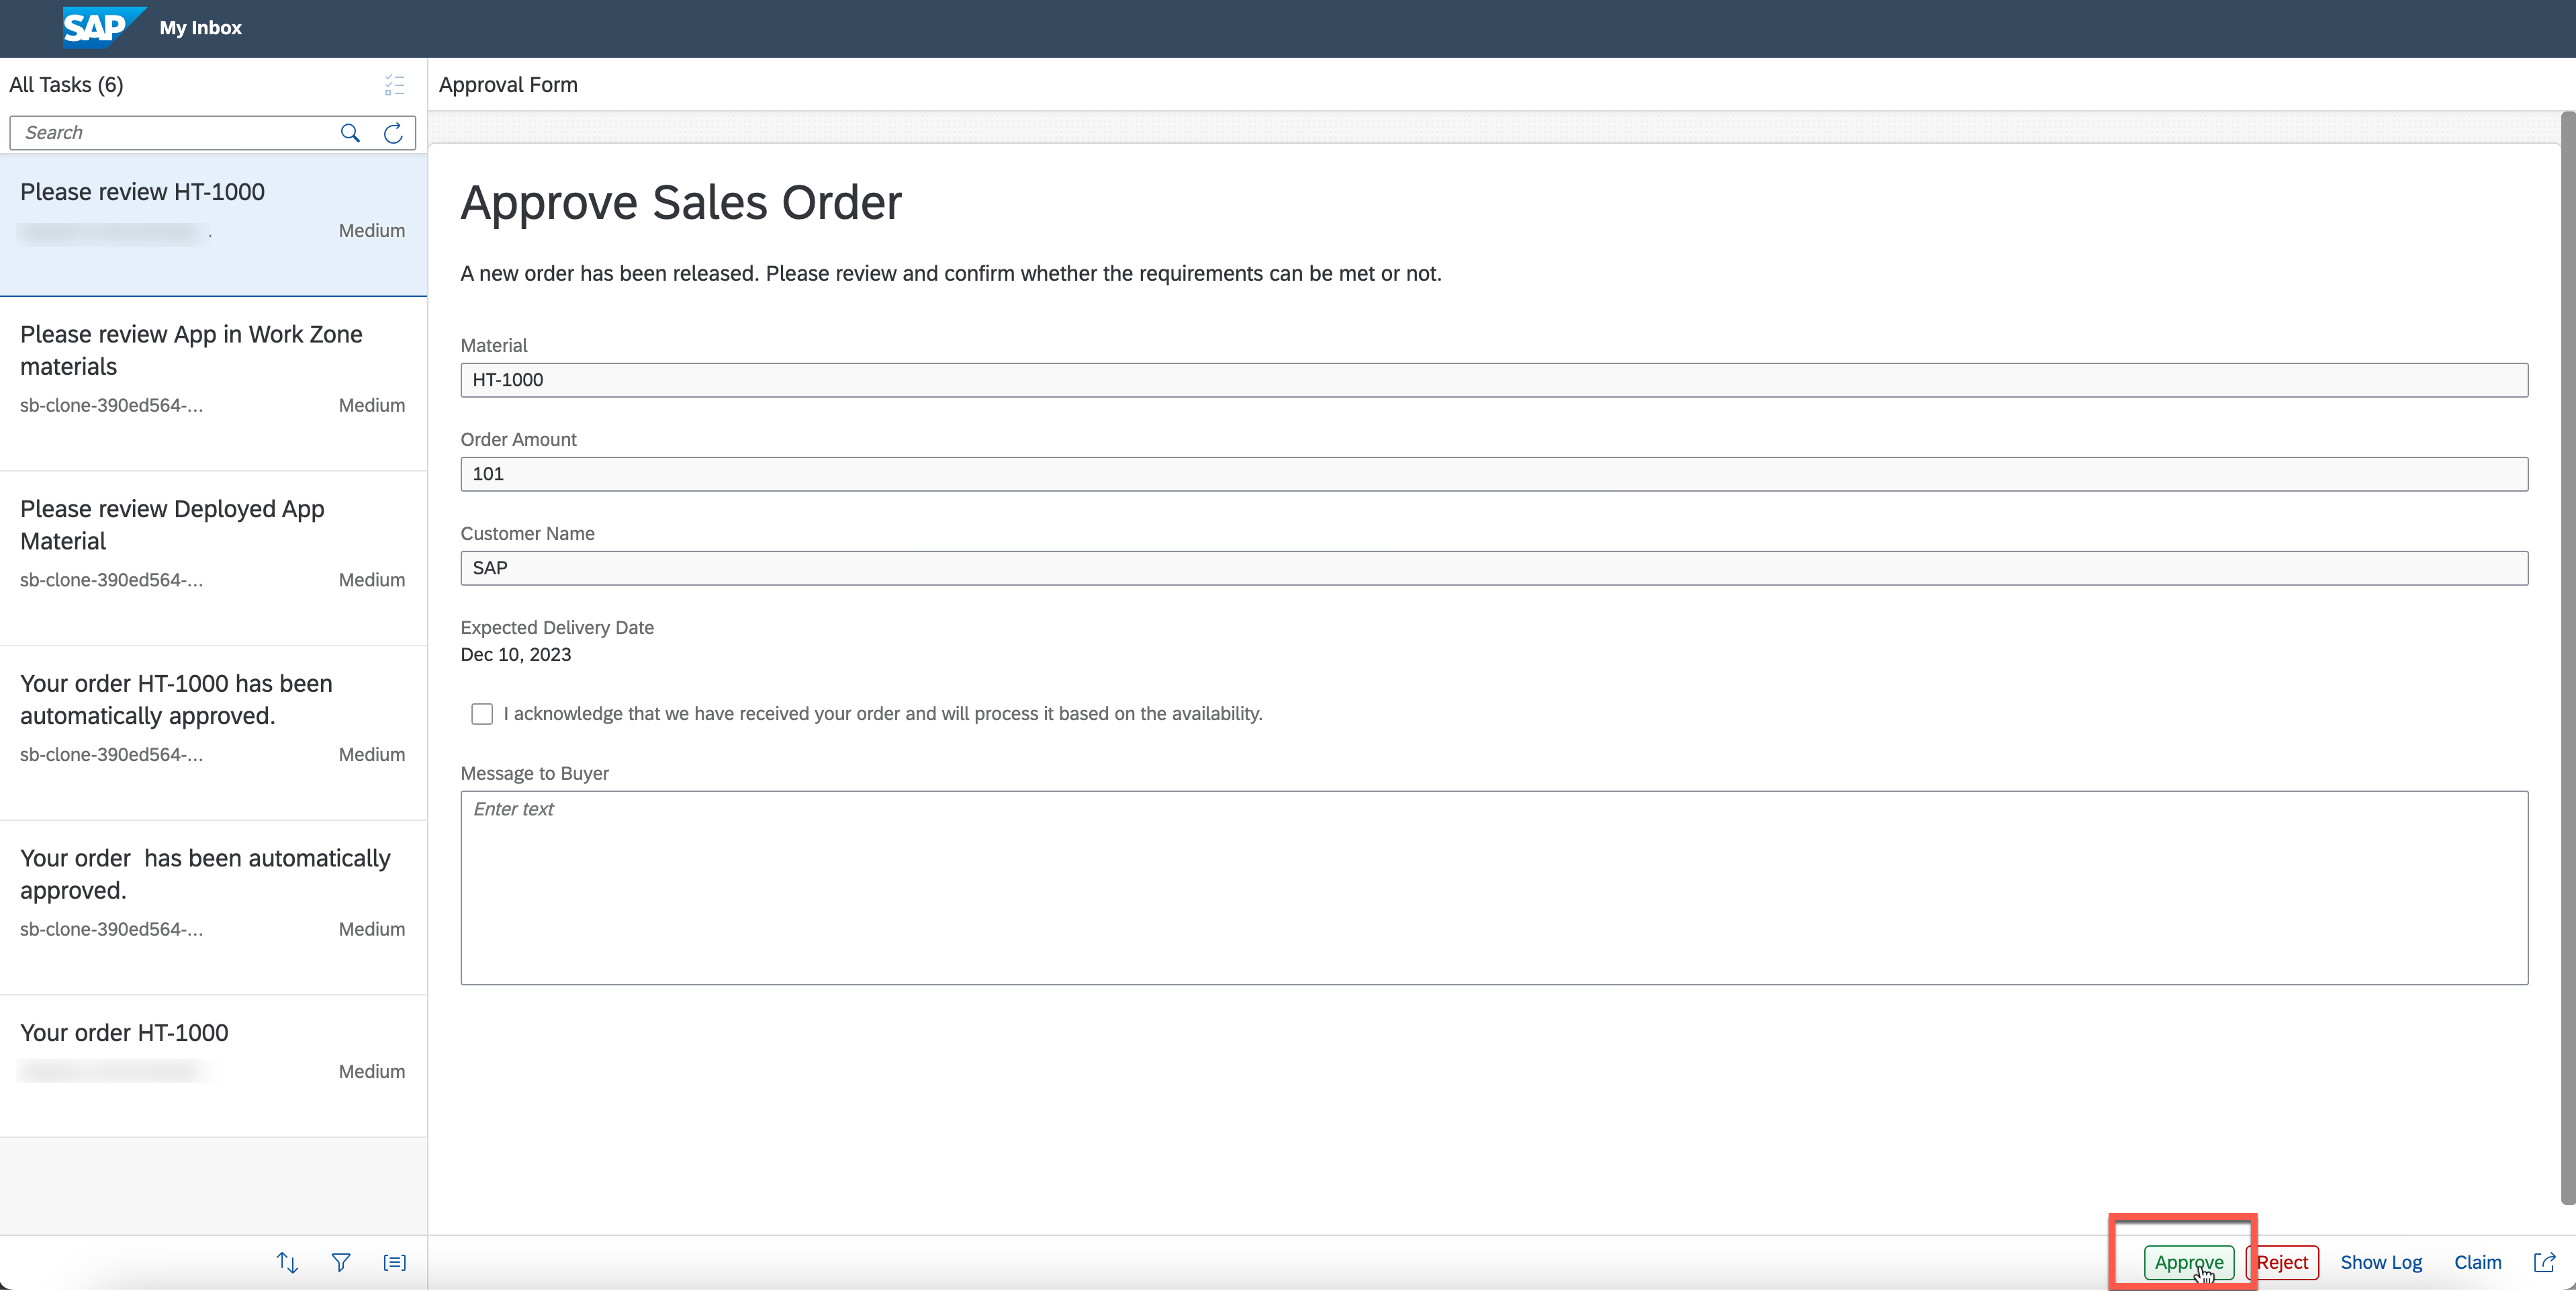 SAP My Inbox
All Tasks (6)
Search
Please review HT-1000
Medium
Please review App in Work Zone
materials
sb-clone-390ed564-... Medium
Please review Deployed App
Material
sb-clone-390ed564-... Medium
Your order HT-1000 has been
automatically approved.
sb-clone-390ed564-... Medium
Your order  has been automatically
approved.
sb-clone-390ed564-... Medium
Your order HT-1000
Medium
Approval Form
Approve Sales Order
A new order has been released. Please review and confirm whether the requirements can be met or not.
Material
HT-1000
Order Amount
101
Customer Name
SAP
Expected Delivery Date
Dec 10, 2023
I acknowledge that we have received your order and will process it based on the availability.
Message to Buyer
Enter text
Approve Reject Show Log Claim